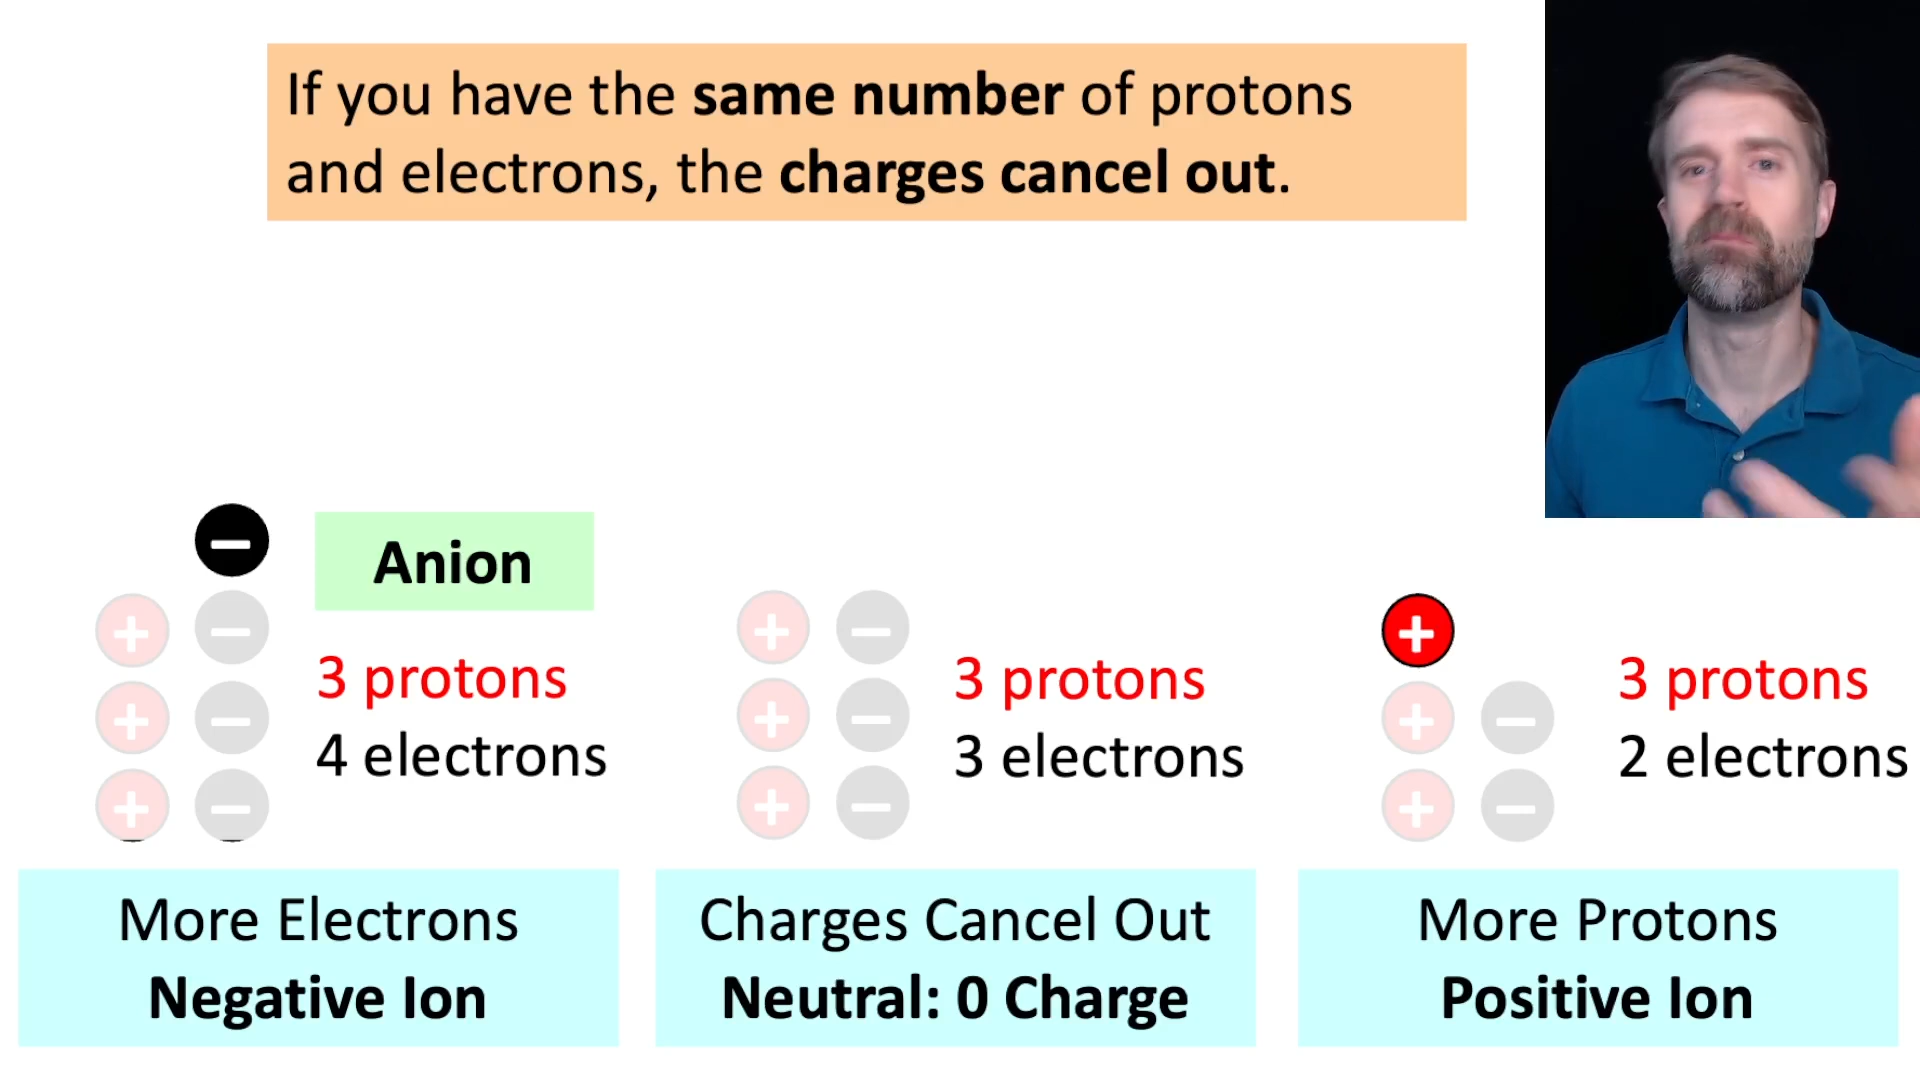 If you have the same number of protons
and electrons, the charges cancel out.
Anion
3 protons
4 electrons
3 protons
3 electrons
3 protons
2 electrons
More Electrons
Negative Ion
Charges Cancel Out
Neutral: 0 Charge
More Protons
Positive Ion